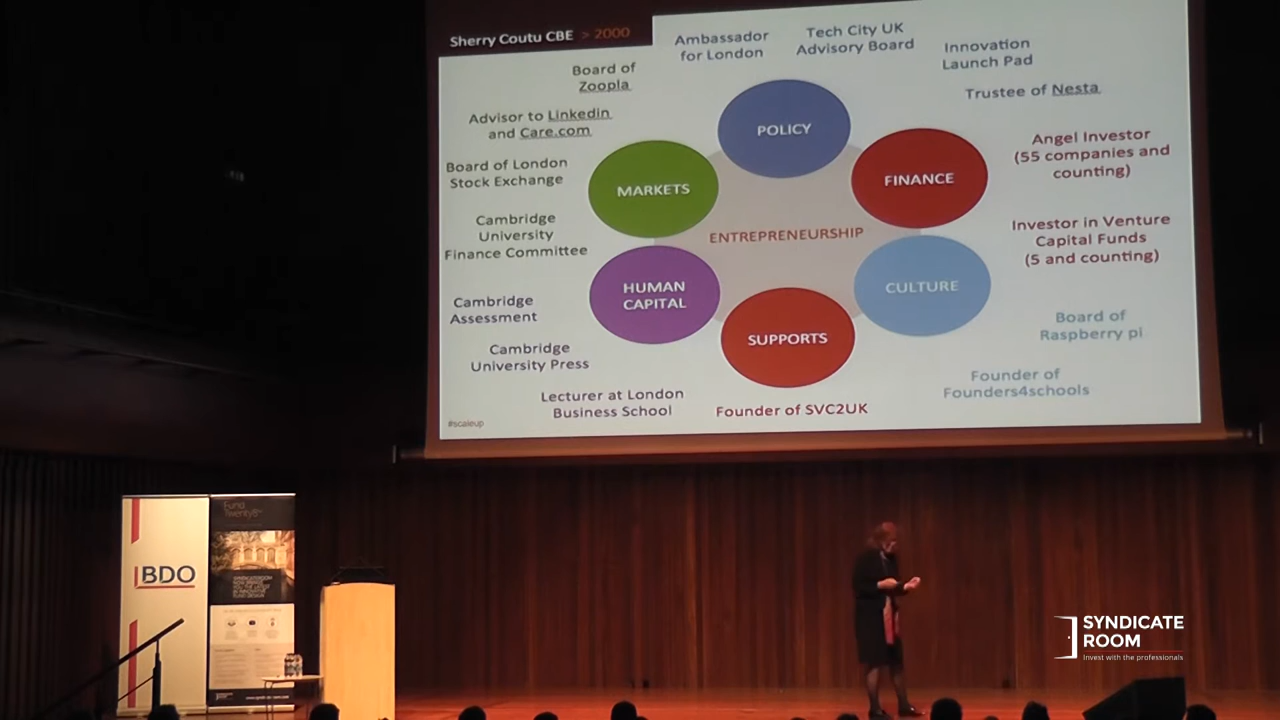 Sherry Coutu CBE > 2000
Ambassador
for London
Tech City UK
Advisory Board
Innovation
Launch Pad
Board of
Zoopla
Trustee of Nesta
Advisor to Linkedin
and Care.com
POLICY
Angel Investor
(55 companies and
counting)
Board of London
Stock Exchange
MARKETS
FINANCE
Cambridge
University
Finance Committee
ENTREPRENEURSHIP
Investor in Venture
Capital Funds
(5 and counting)
HUMAN
CAPITAL
CULTURE
Cambridge
Assessment
SUPPORTS
Board of
Raspberry pi
Cambridge
University Press
Founder of
Founders4schools
Lecturer at London
Business School
Founder of SVC2UK
#scaleup
BDO
Fund
Twenty8
SYNDICATE
ROOM
Invest with the professionals